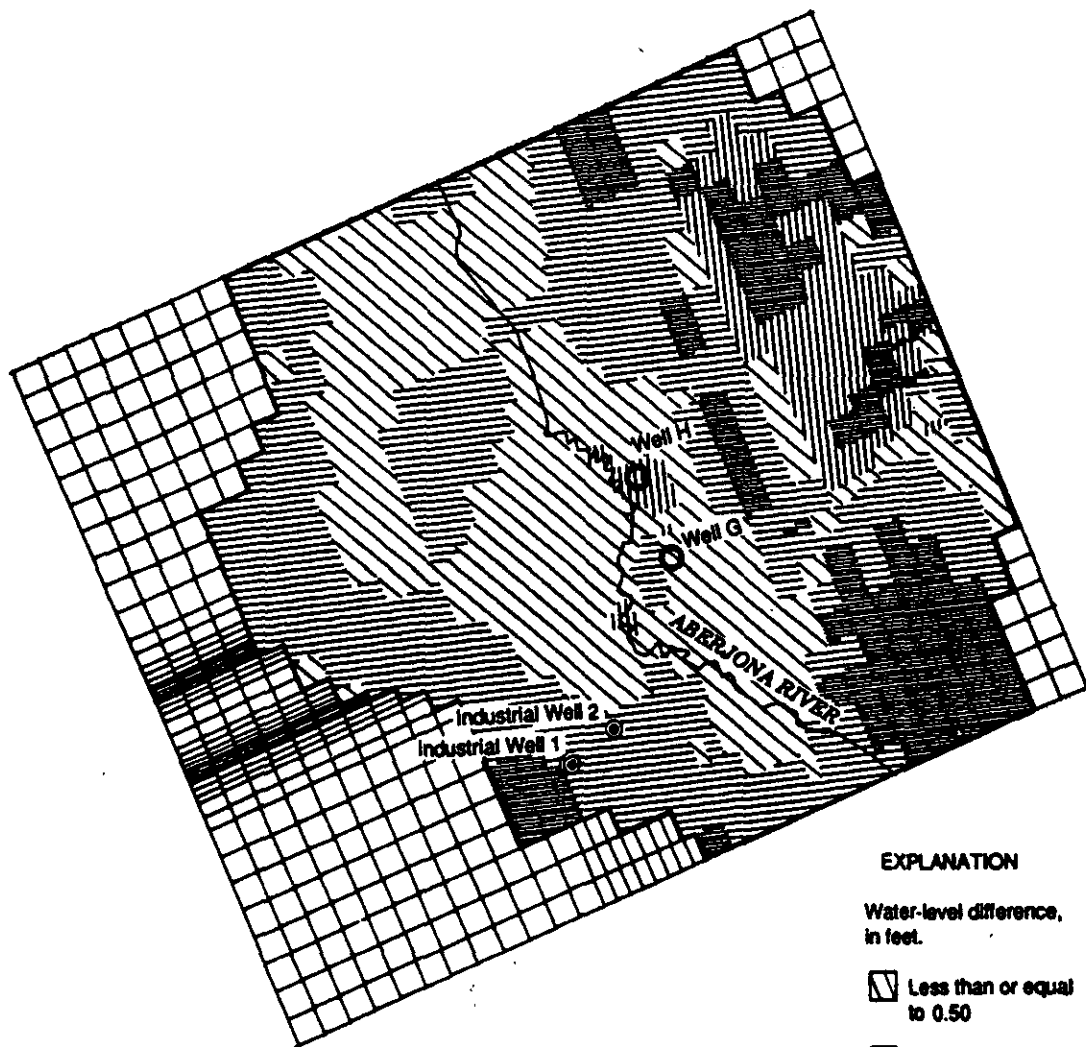 Well H
Well G
ABERJONA RIVER
Industrial Well 2
Industrial Well 1
EXPLANATION
Water-level difference,
in feet.
Less than or equal
to 0.50